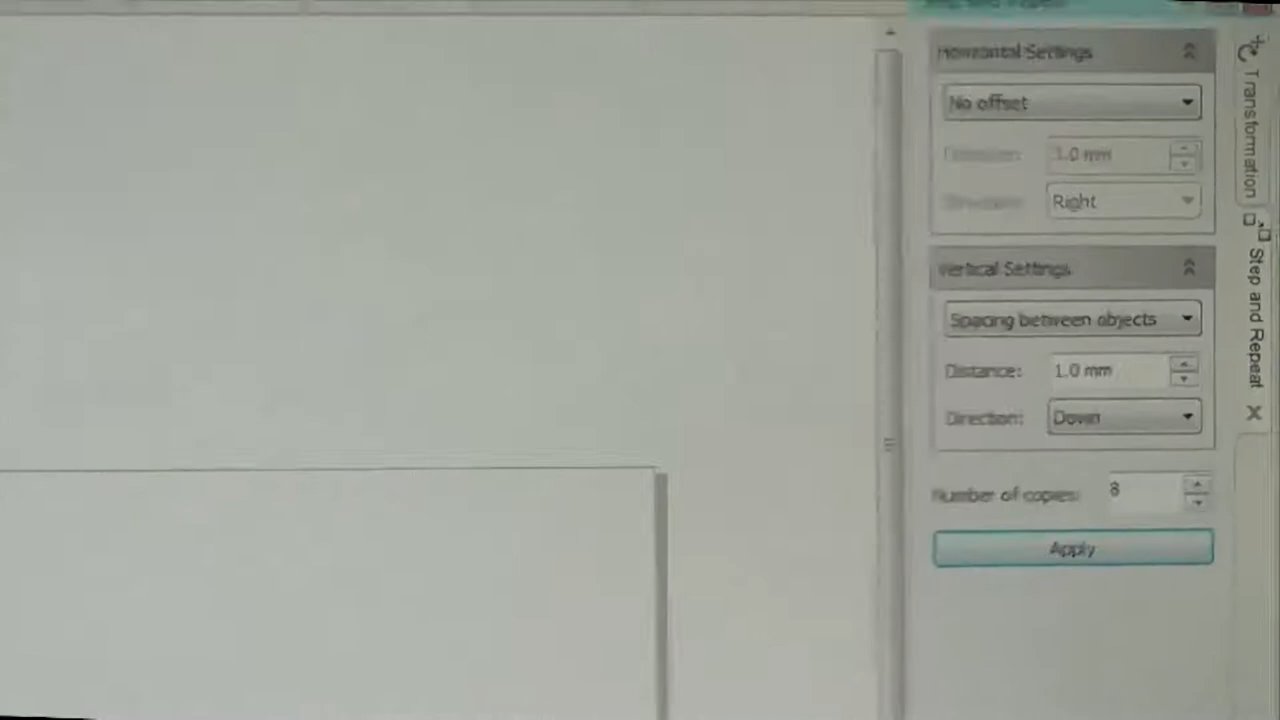 Horizontal Settings
No offset
Distance: 1.0 mm
Right
Vertical Settings
Spacing between objects
Distance: 1.0 mm
Direction: Down
Number of copies: 8
Apply
Transformation
Step and Repeat